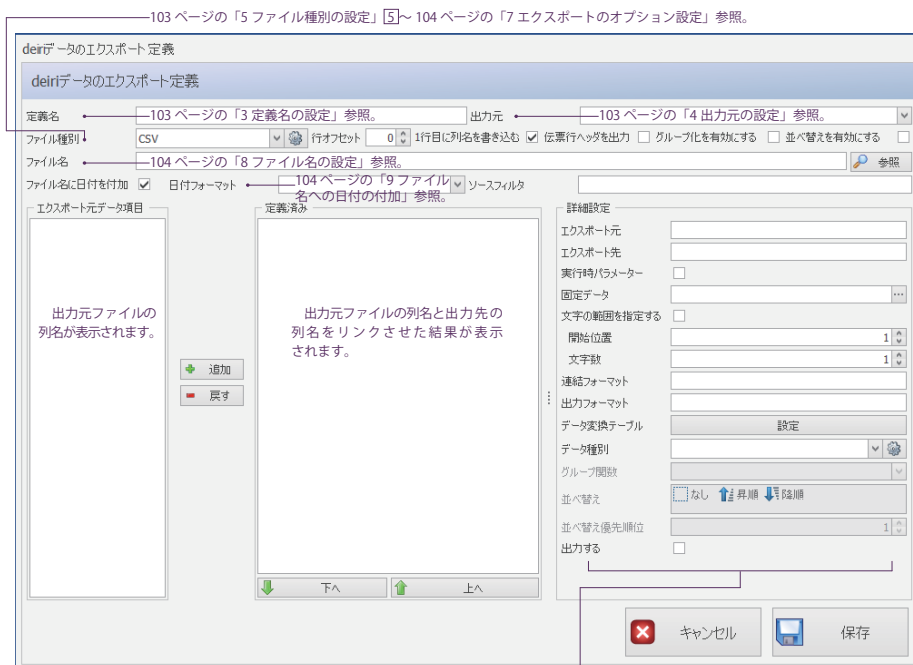 103 ページの「5 ファイル種別の設定」5～ 104 ページの「7 エクスポートのオプション設定」参照。
deiriデータのエクスポート定義
deiriデータのエクスポート定義
定義名 103 ページの「3 定義名の設定」参照。 出力元 103 ページの「4 出力元の設定」参照。
ファイル種別 CSV 行オフセット 0 1行目に列名を書き込む 伝票行ヘッダを出力 グループ化を有効にする 並べ替えを有効にする
ファイル名 104 ページの「8 ファイル名の設定」参照。 参照
ファイル名に日付を付加 日付フォーマット 104 ページの「9 ファイル ソースフィルタ
名への日付の付加」参照。
エクスポート元データ項目 定義済み 詳細設定
エクスポート元
エクスポート先
実行時パラメーター
固定データ ...
文字の範囲を指定する
開始位置 1
文字数 1
連結フォーマット
出力フォーマット
データ変換テーブル 設定
データ種別
グループ関数
並べ替え なし 昇順 降順
並べ替え優先順位 1
出力する
出力元ファイルの
列名が表示されます。
追加
戻す
出力元ファイルの列名と出力先の
列名をリンクさせた結果が表示
されます。
下へ 上へ
キャンセル 保存